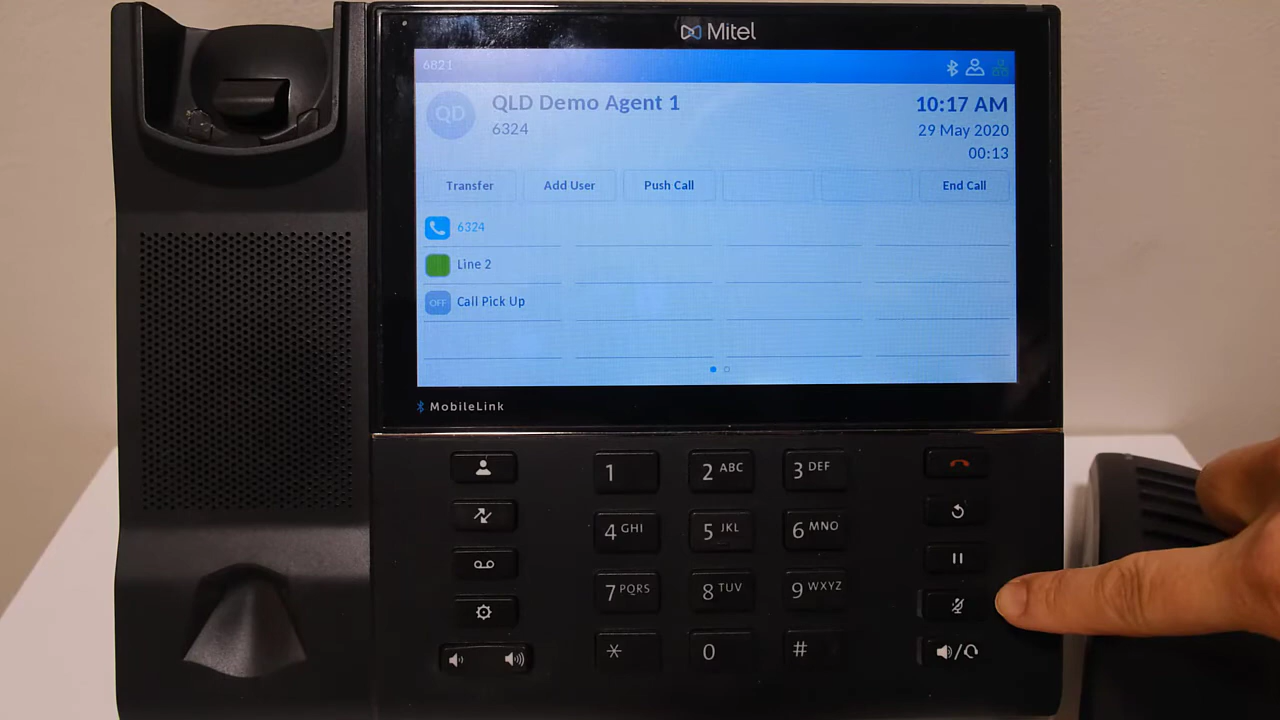 Mitel
6821
QD
QLD Demo Agent 1
6324
10:17 AM
29 May 2020
00:13
Transfer Add User Push Call End Call
6324
Line 2
OFF Call Pick Up
MobileLink
1 2 ABC 3 DEF
4 GHI 5 JKL 6 MNO
7 PQRS 8 TUV 9 WXYZ
* 0 #